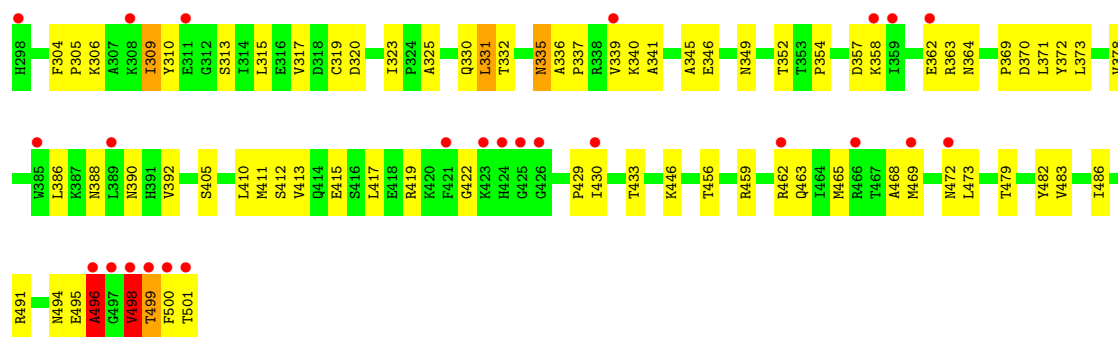 H298 F304 P305 K306 A307 K308 I309 Y310 E311 G312 S313 I314 L315 E316 V317 D318 C319 D320 I323 P324 A325 Q330 L331 T332 N335 A336 P337 R338 V339 K340 A341 A345 E346 N349 T352 T353 P354 D357 K358 I359 E362 R363 N364 P369 D370 L371 Y372 L373 V378
W385 L386 K387 N388 L389 N390 H391 V392 S405 L410 M411 S412 V413 Q414 E415 S416 L417 E418 R419 K420 F421 G422 K423 H424 G425 G426 P429 I430 T433 K446 T456 R459 R462 Q463 I464 M465 R466 T467 A468 M469 N472 L473 T479 Y482 V483 I486
R491 N494 E495 A496 G497 V498 T499 F500 T501